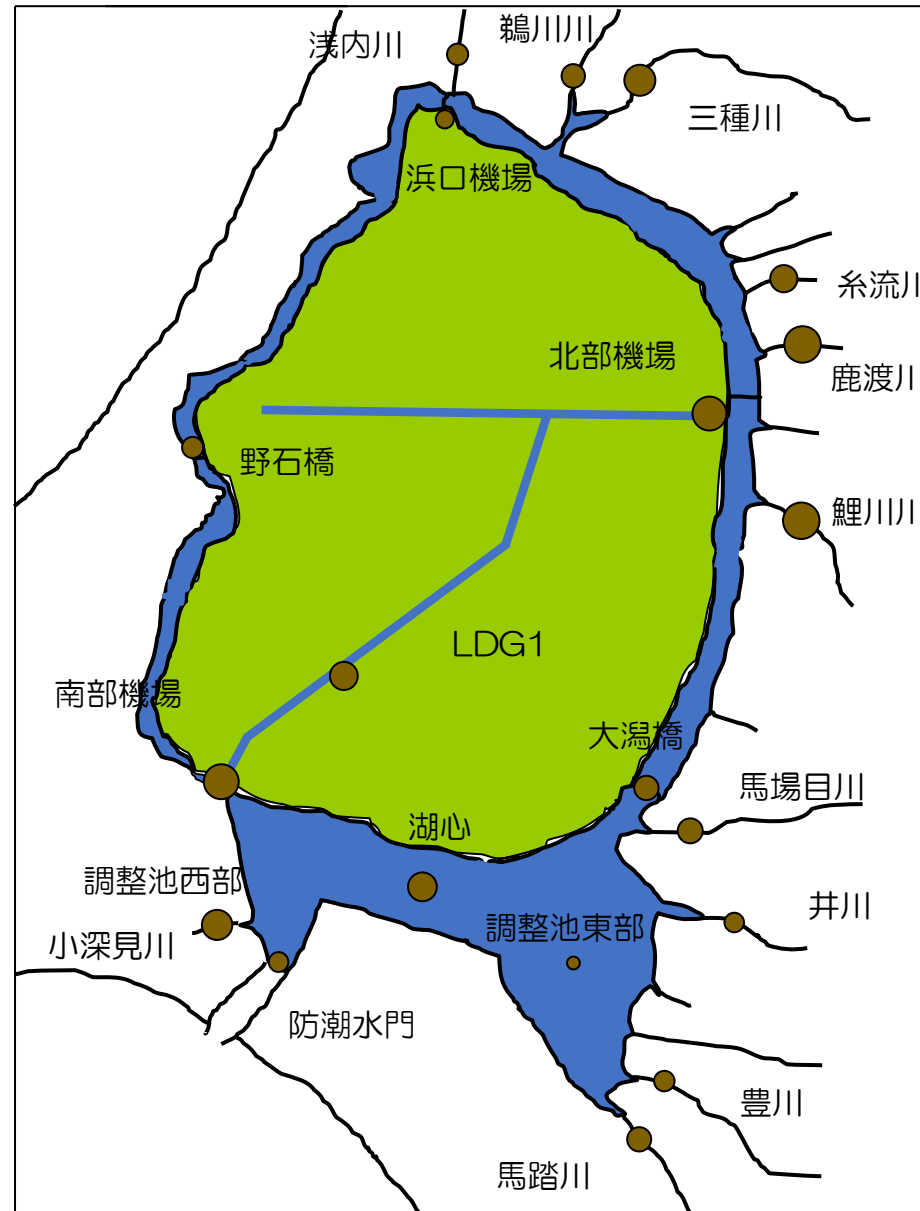 鵜川川
浅内川
三種川
浜口機場
糸流川
北部機場
鹿渡川
野石橋
鯉川川
LDG1
南部機場
大潟橋
馬場目川
湖心
調整池西部
井川
調整池東部
小深見川
防潮水門
豊川
馬踏川